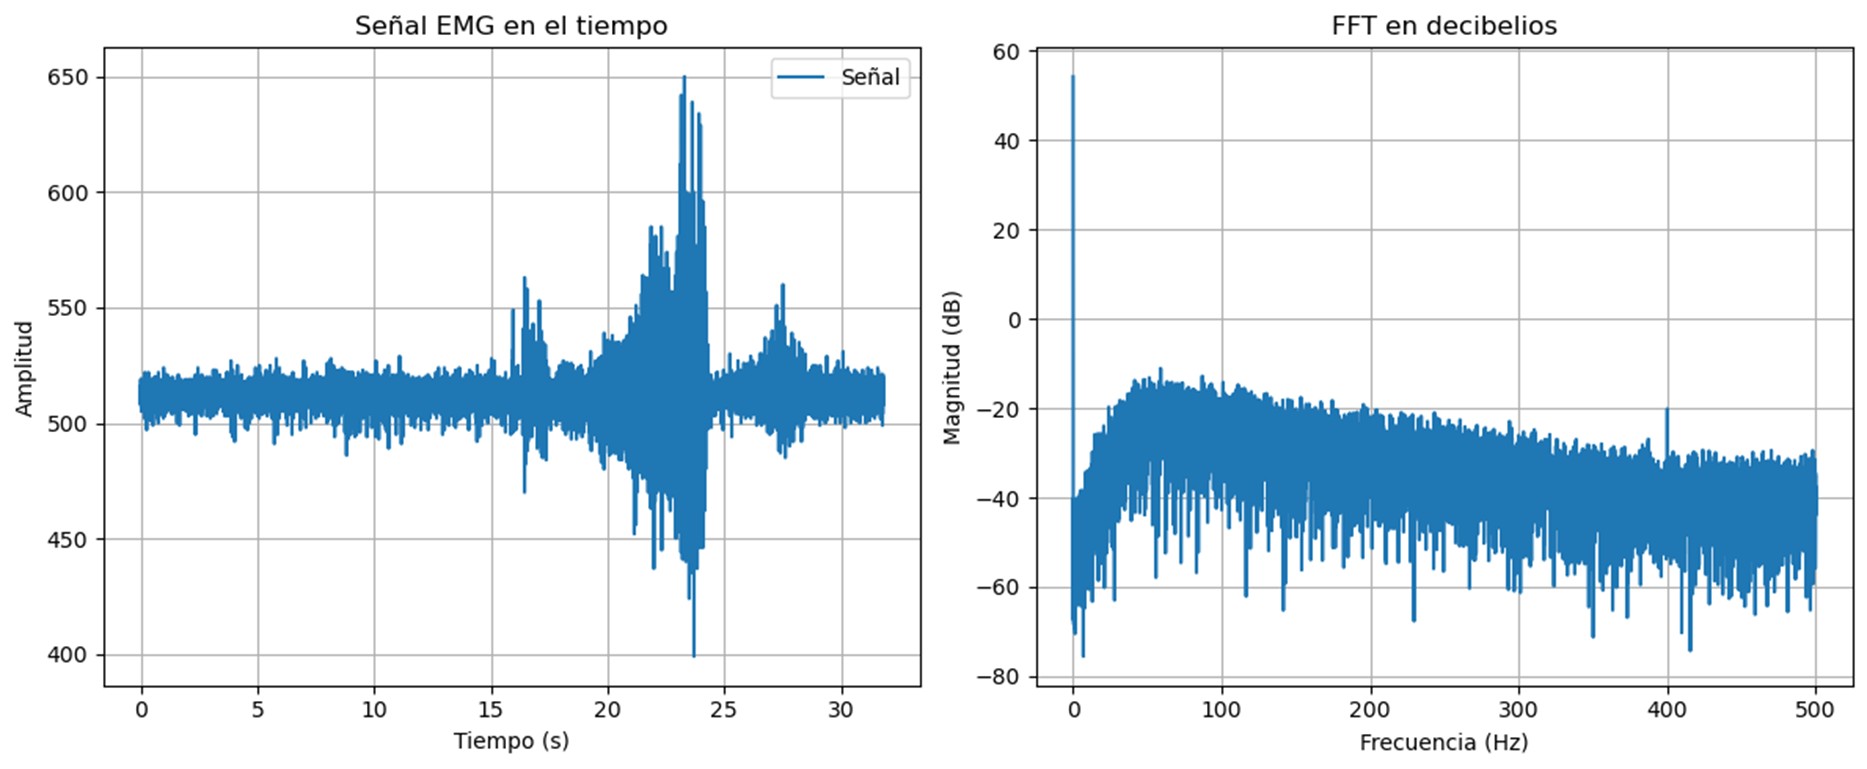 Señal EMG en el tiempo
Señal
650
600
550
500
450
400
Amplitud
0 5 10 15 20 25 30
Tiempo (s)
FFT en decibelios
60
40
20
0
−20
−40
−60
−80
Magnitud (dB)
0 100 200 300 400 500
Frecuencia (Hz)